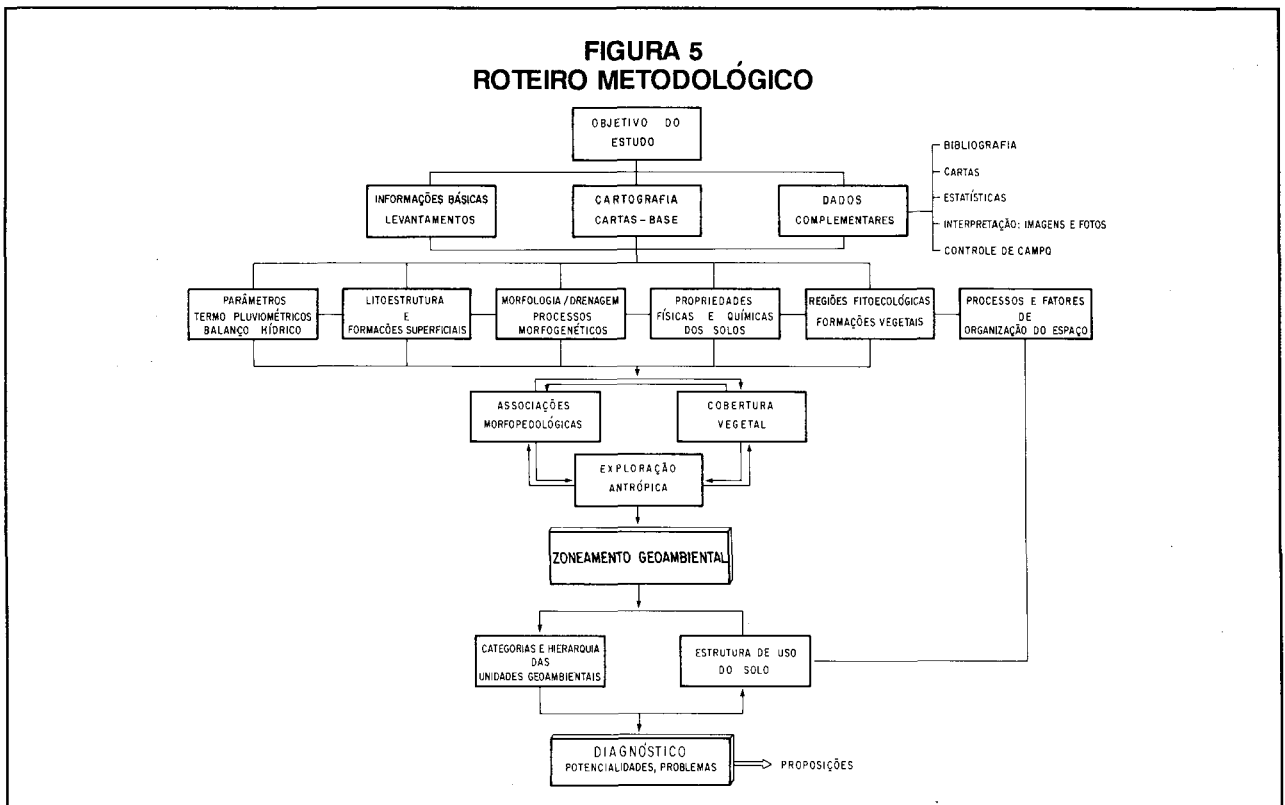 FIGURA 5
ROTEIRO METODOLÓGICO
OBJETIVO DO
ESTUDO
INFORMAÇÕES BÁSICAS
LEVANTAMENTOS
CARTOGRAFIA
CARTAS-BASE
DADOS
COMPLEMENTARES
BIBLIOGRAFIA
CARTAS
ESTATÍSTICAS
INTERPRETAÇÃO: IMAGENS E FOTOS
CONTROLE DE CAMPO
PARÂMETROS
TERMO PLUVIOMÉTRICOS
BALANÇO HÍDRICO
LITOESTRUTURA
E
FORMAÇÕES SUPERFICIAIS
MORFOLOGIA/DRENAGEM
PROCESSOS
MORFOGENÉTICOS
PROPRIEDADES
FÍSICAS E QUÍMICAS
DOS SOLOS
REGIÕES FITOECOLÓGICAS
FORMAÇÕES VEGETAIS
PROCESSOS E FATORES
DE
ORGANIZAÇÃO DO ESPAÇO
ASSOCIAÇÕES
MORFOPEDOLÓGICAS
COBERTURA
VEGETAL
EXPLORAÇÃO
ANTRÓPICA
ZONEAMENTO GEOAMBIENTAL
CATEGORIAS E HIERARQUIA
DAS
UNIDADES GEOAMBIENTAIS
ESTRUTURA DE USO
DO SOLO
DIAGNÓSTICO
POTENCIALIDADES, PROBLEMAS
PROPOSIÇÕES